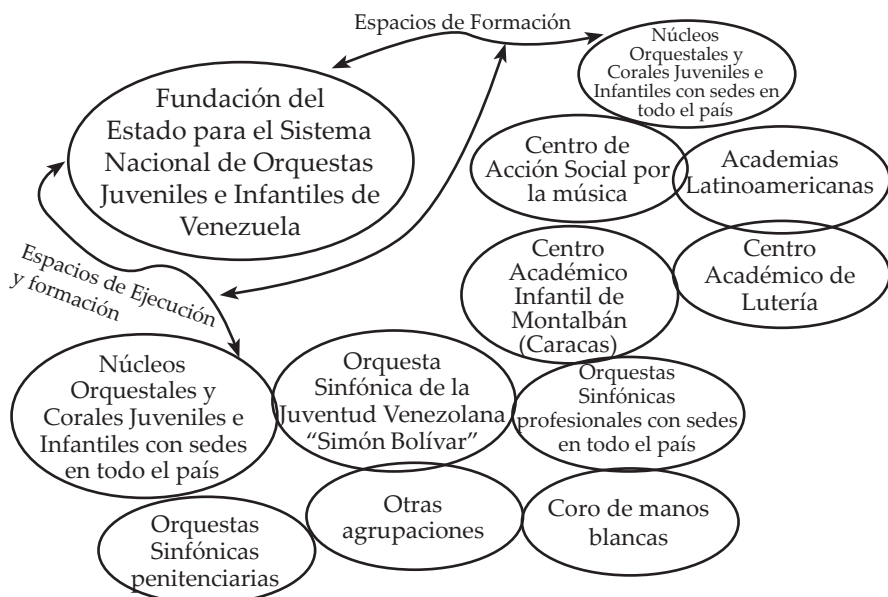 Espacios de Formación
Núcleos
Orquestales y
Corales Juveniles e
Infantiles con sedes en
todo el país
Fundación del
Estado para el Sistema
Nacional de Orquestas
Juveniles e Infantiles de
Venezuela
Centro de
Acción Social por
la música
Academias
Latinoamericanas
Centro
Académico
Infantil de
Montalbán
(Caracas)
Centro
Académico de
Lutería
Espacios de Ejecución
y formación
Núcleos
Orquestales y
Corales Juveniles e
Infantiles con sedes
en todo el país
Orquesta
Sinfónica de la
Juventud Venezolana
“Simón Bolívar”
Orquestas
Sinfónicas
profesionales con sedes
en todo el país
Orquestas
Sinfónicas
penitenciarias
Otras
agrupaciones
Coro de manos
blancas